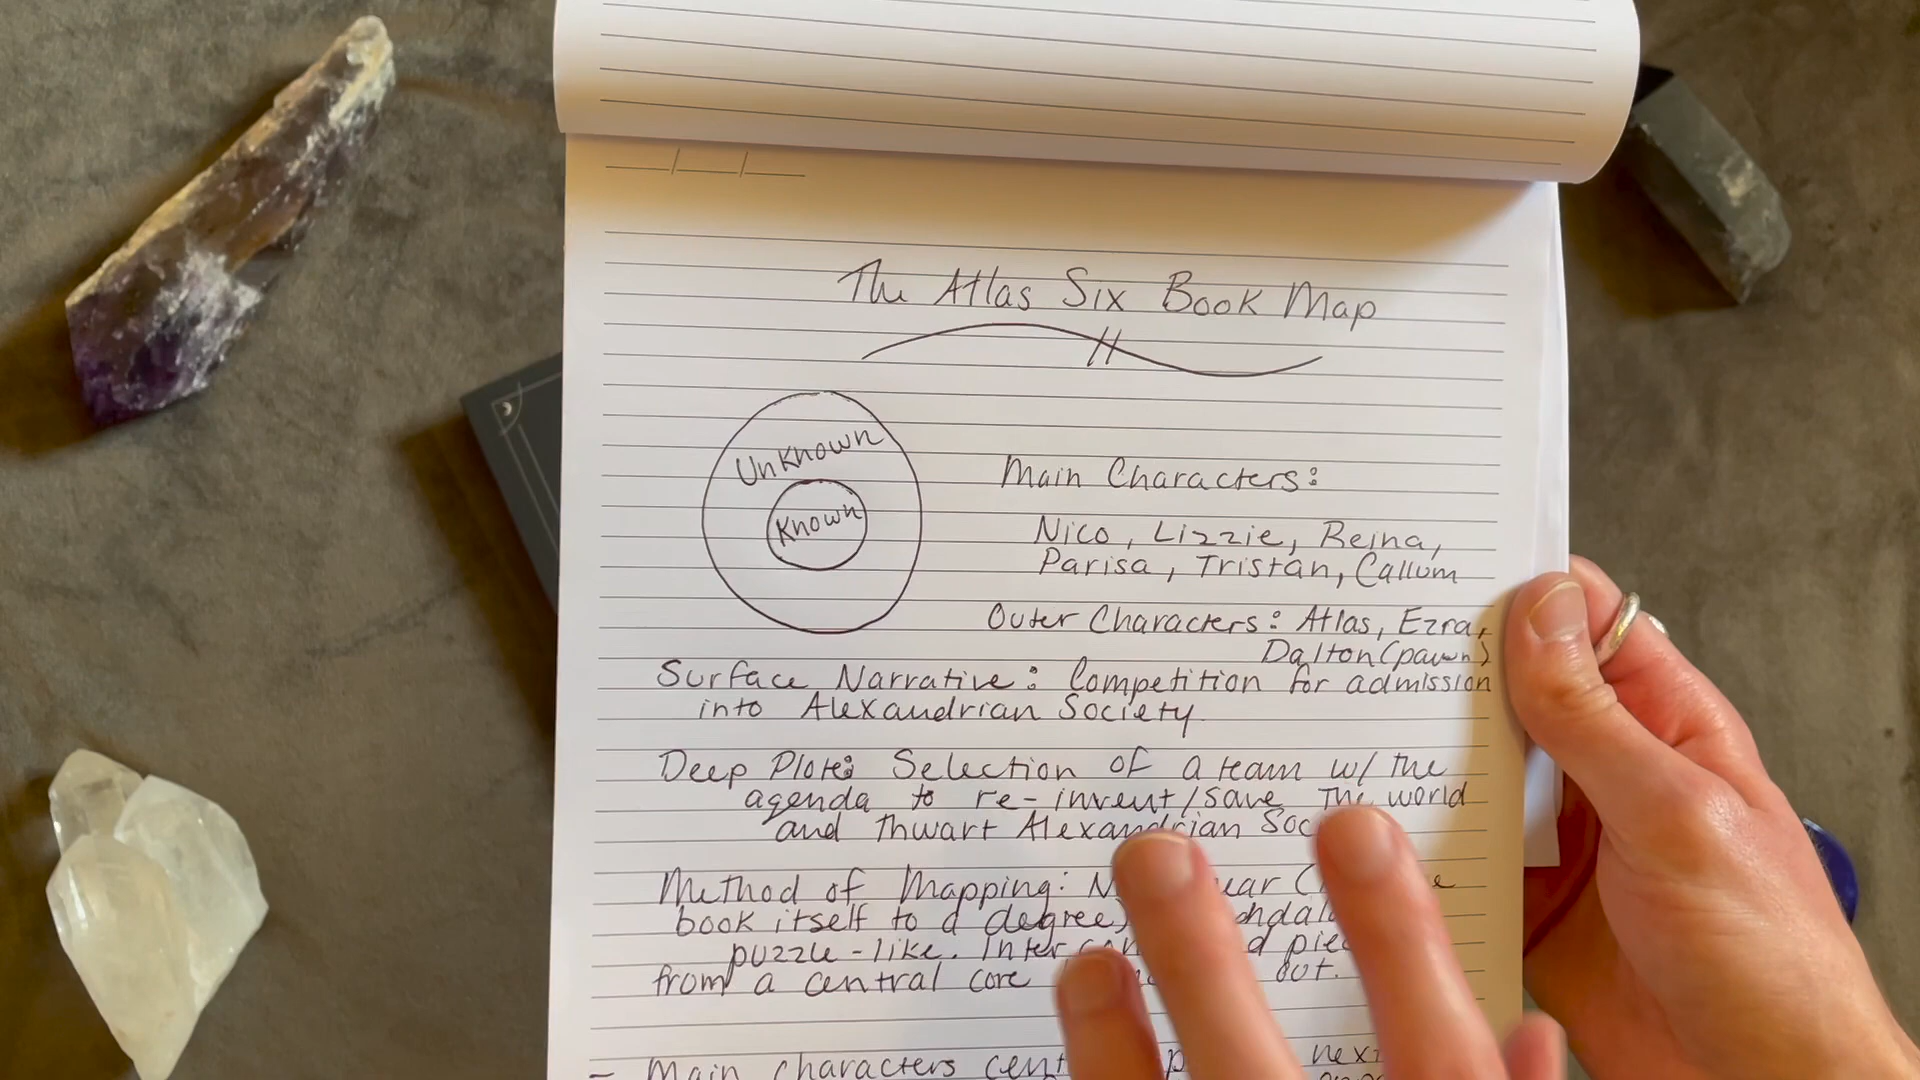 The Atlas Six Book Map
Unknown
Known
Main Characters:
Nico, Lizzie, Reina,
Parisa, Tristan, Callum
Outer Characters: Atlas, Ezra,
Dalton (pawn)
Surface Narrative: Competition for admission
into Alexandrian Society.
Deep Plot: Selection of a team w/ the
agenda to re-invent/save the world
and thwart Alexandrian
Method of Mapping:
book itself to a degree,
puzzle-like.
from a central core out.
- Main characters next